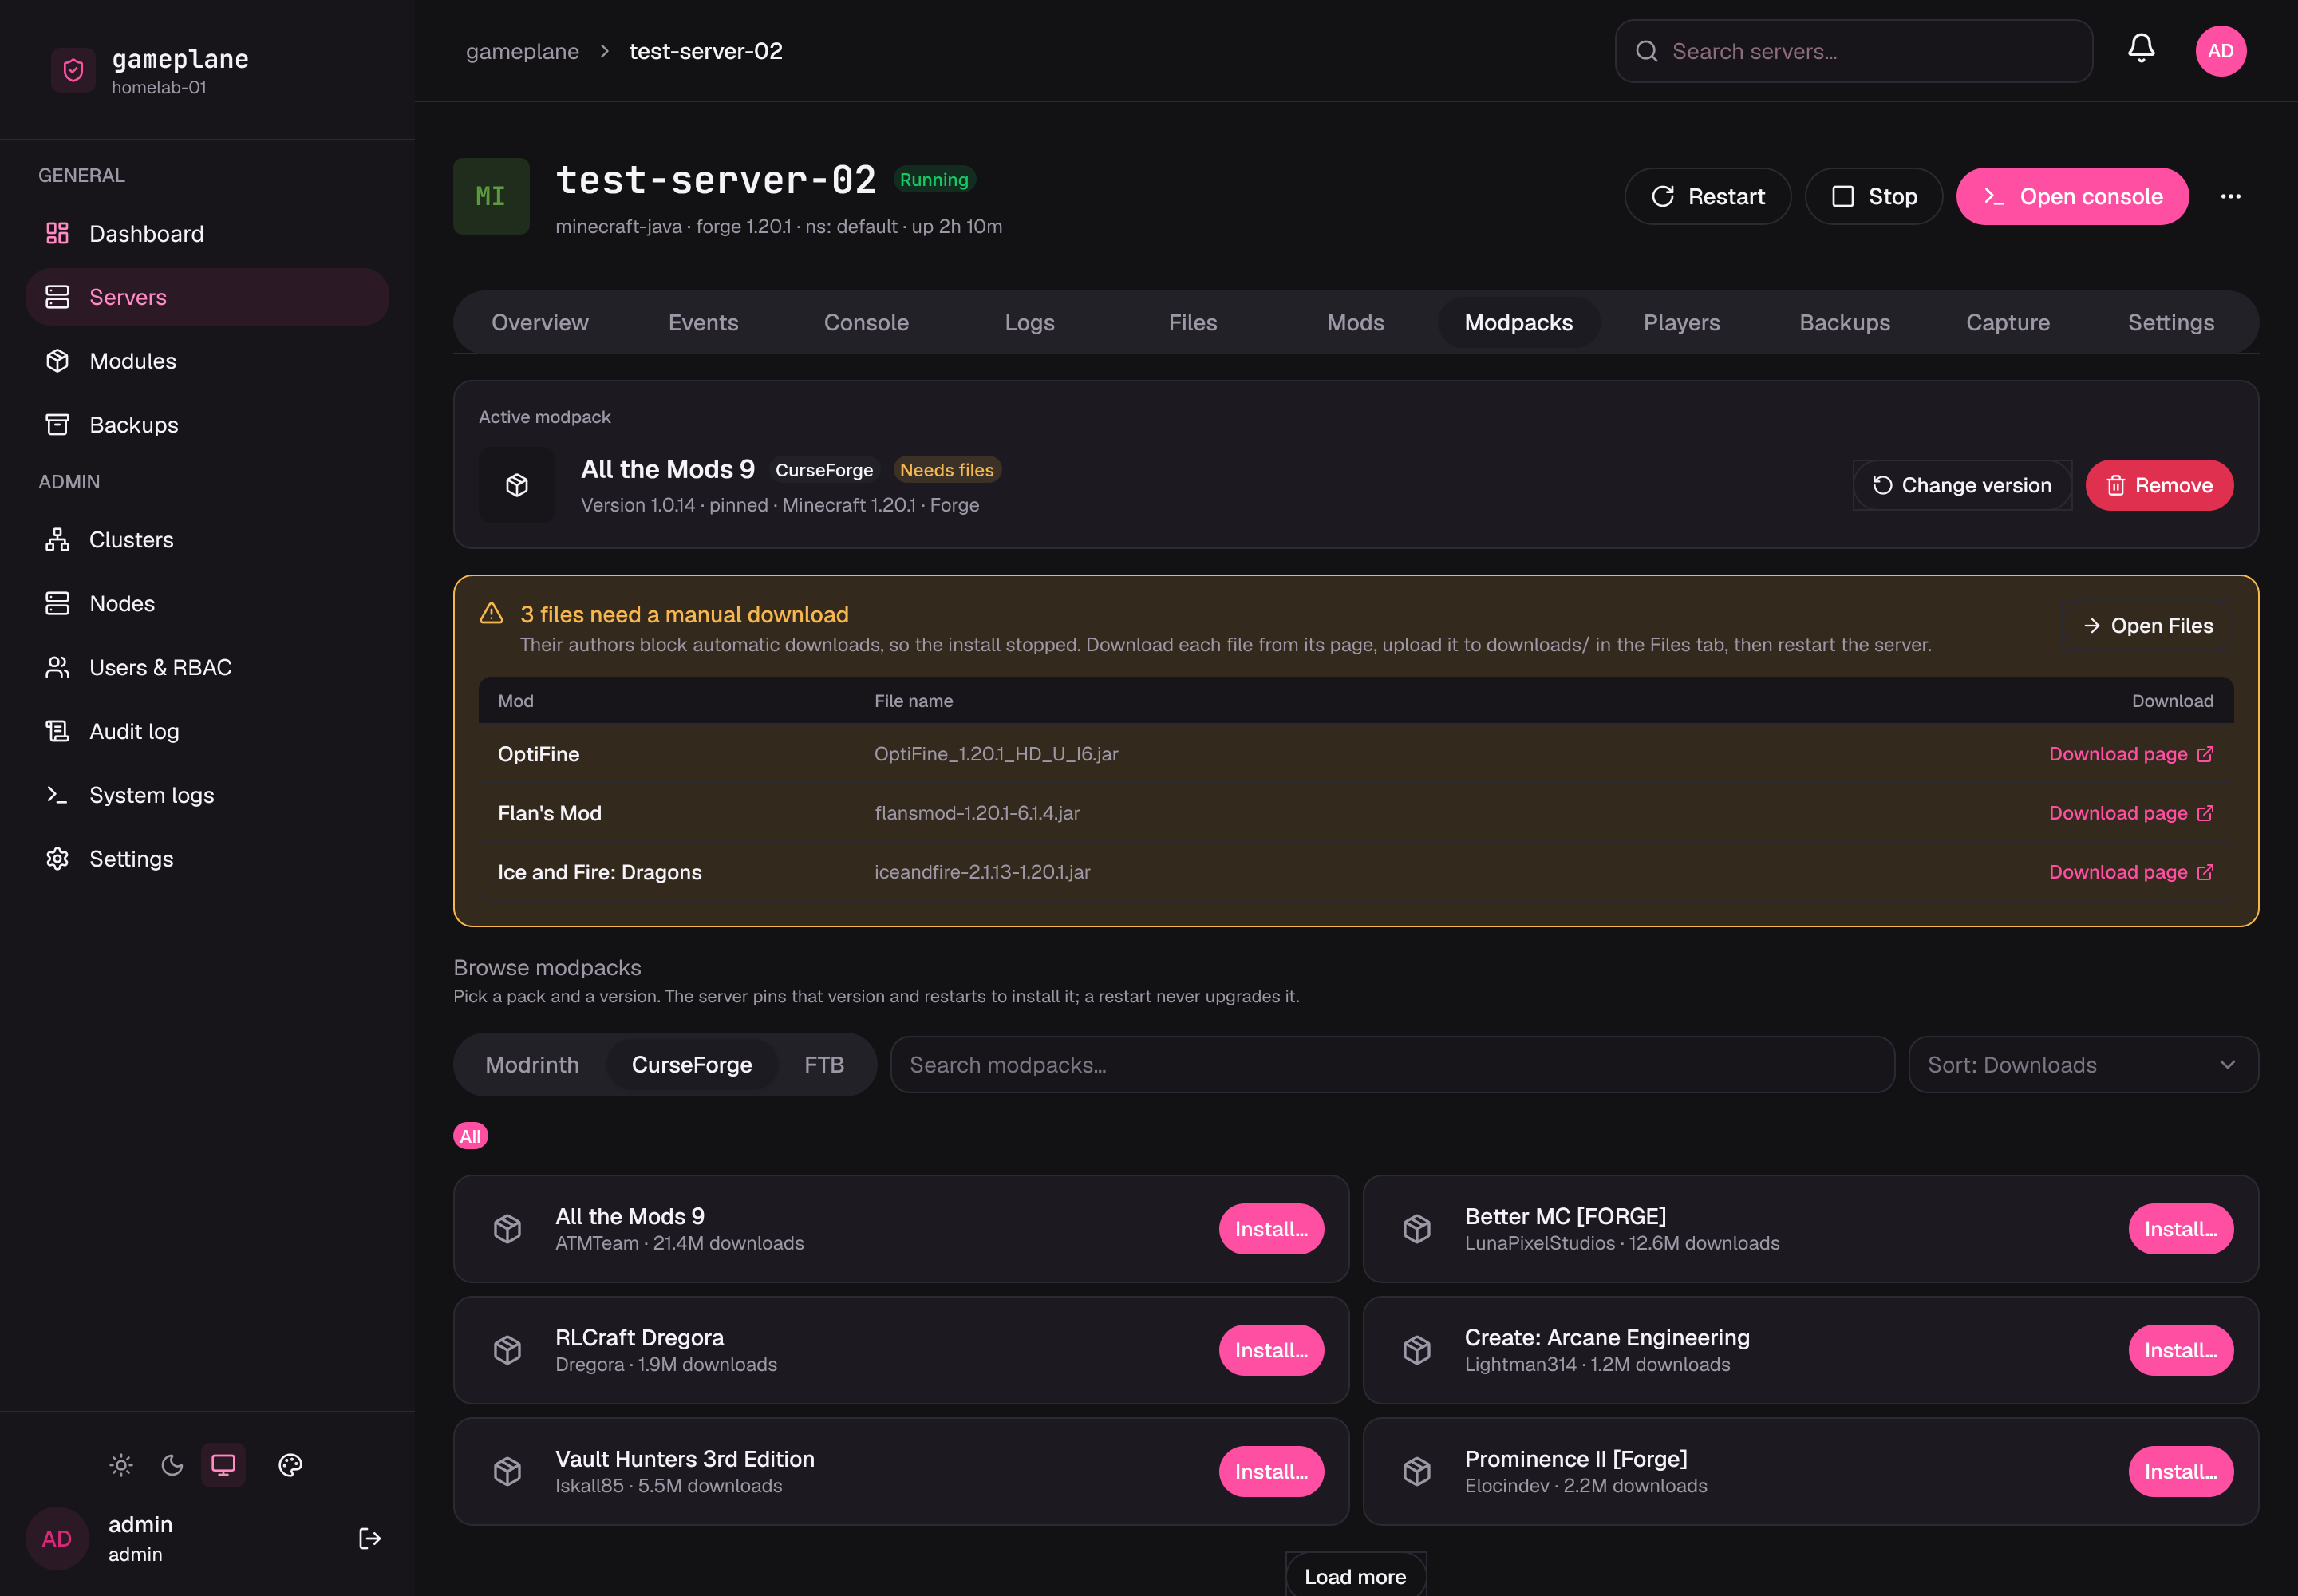 gameplane
homelab-01
gameplane > test-server-02
Search servers...
AD
GENERAL
Dashboard
Servers
Modules
Backups
ADMIN
Clusters
Nodes
Users & RBAC
Audit log
System logs
Settings
AD
admin
admin
MI
test-server-02 Running
minecraft-java · forge 1.20.1 · ns: default · up 2h 10m
Restart
Stop
Open console
Overview Events Console Logs Files Mods Modpacks Players Backups Capture Settings
Active modpack
All the Mods 9 CurseForge Needs files
Version 1.0.14 · pinned · Minecraft 1.20.1 · Forge
Change version
Remove
3 files need a manual download
Their authors block automatic downloads, so the install stopped. Download each file from its page, upload it to downloads/ in the Files tab, then restart the server.
Open Files
Mod File name Download
OptiFine OptiFine_1.20.1_HD_U_I6.jar Download page
Flan's Mod flansmod-1.20.1-6.1.4.jar Download page
Ice and Fire: Dragons iceandfire-2.1.13-1.20.1.jar Download page
Browse modpacks
Pick a pack and a version. The server pins that version and restarts to install it; a restart never upgrades it.
Modrinth CurseForge FTB
Search modpacks...
Sort: Downloads
All
All the Mods 9
ATMTeam · 21.4M downloads
Install...
Better MC [FORGE]
LunaPixelStudios · 12.6M downloads
Install...
RLCraft Dregora
Dregora · 1.9M downloads
Install...
Create: Arcane Engineering
Lightman314 · 1.2M downloads
Install...
Vault Hunters 3rd Edition
Iskall85 · 5.5M downloads
Install...
Prominence II [Forge]
Elocindev · 2.2M downloads
Install...
Load more